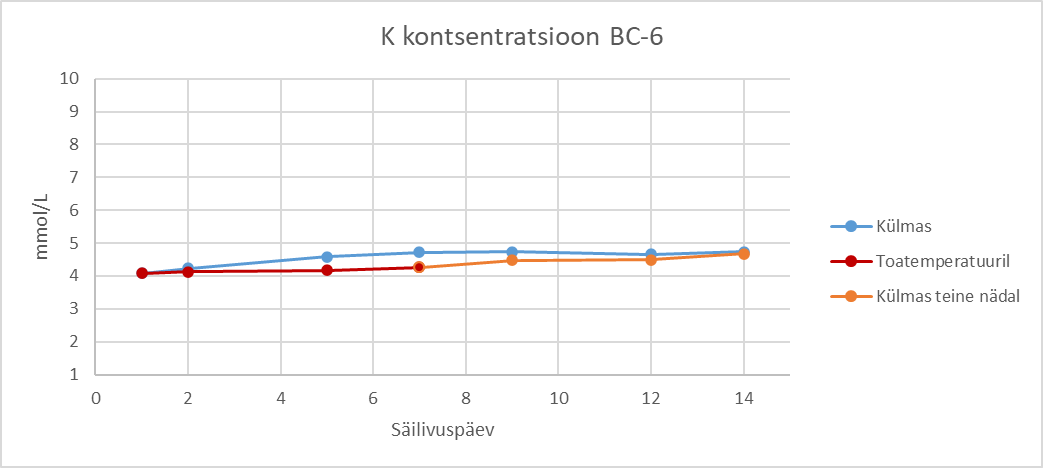 K kontsentratsioon BC-6
10
9
8
7
6
5
4
3
2
1
mmol/L
0 2 4 6 8 10 12 14
Säilivuspäev
Külmas
Toatemperatuuril
Külmas teine nädal